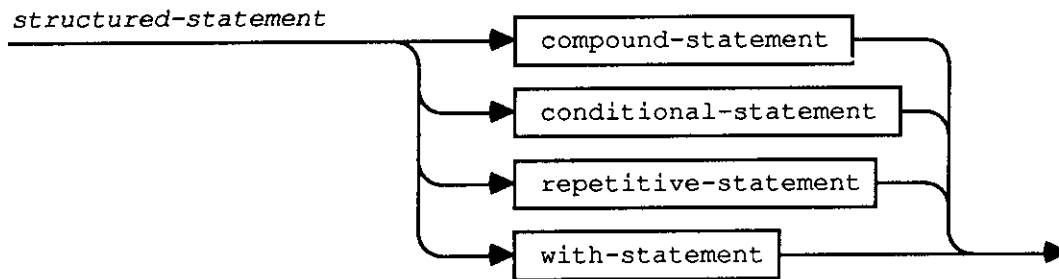 structured-statement
compound-statement
conditional-statement
repetitive-statement
with-statement